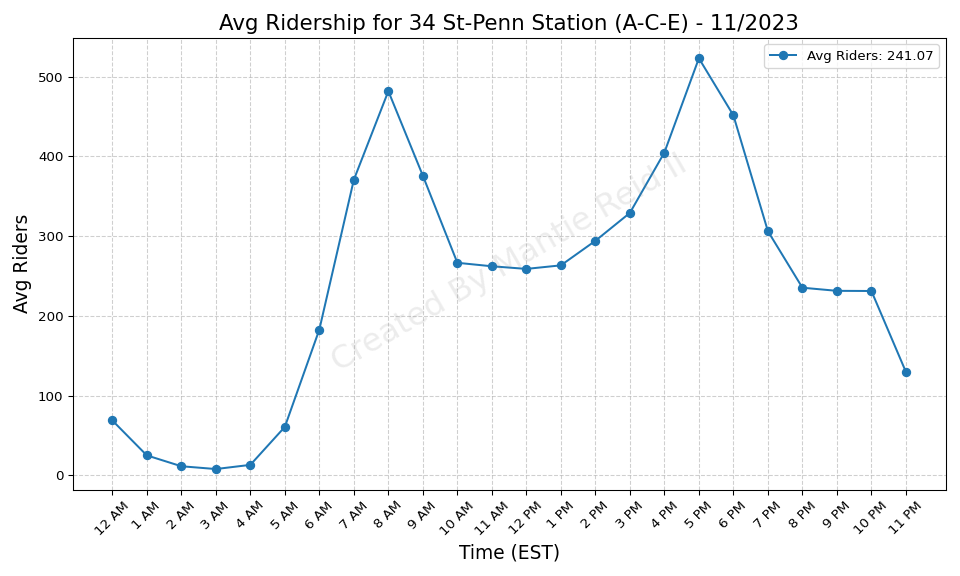 Avg Ridership for 34 St-Penn Station (A-C-E) - 11/2023
Avg Riders: 241.07
Avg Riders
500
400
300
200
100
0
Created By Mantle Reid II
12 AM
1 AM
2 AM
3 AM
4 AM
5 AM
6 AM
7 AM
8 AM
9 AM
10 AM
11 AM
12 PM
1 PM
2 PM
3 PM
4 PM
5 PM
6 PM
7 PM
8 PM
9 PM
10 PM
11 PM
Time (EST)